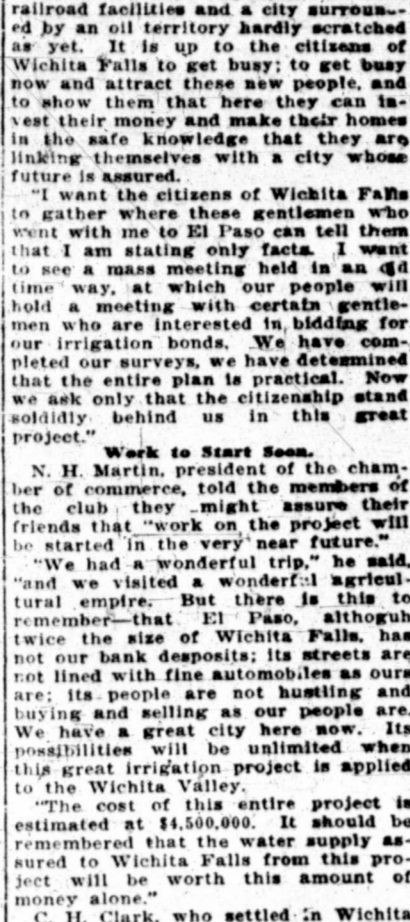 railroad facilities and a city surround-
ed by an oil territory hardly scratched
as yet. It is up to the citizens of
Wichita Falls to get busy; to get busy
now and attract these new people, and
to show them that here they can in-
vest their money and make their homes
in the safe knowledge that they are
linking themselves with a city whose
future is assured.
"I want the citizens of Wichita Falls
to gather where these gentlemen who
went with me to El Paso can tell them
that I am stating only facts. I want
to see a mass meeting held in an old
time way, at which our people will
hold a meeting with certain gentle-
men who are interested in bidding for
our irrigation bonds. We have com-
pleted our surveys, we have determined
that the entire plan is practical. Now
we ask only that the citizenship stand
soldidly behind us in this great
project."
Work to Start Soon.
N. H. Martin, president of the cham-
ber of commerce, told the members of
the club they might assure their
friends that "work on the project will
be started in the very near future."
"We had a wonderful trip," he said,
"and we visited a wonderful agricul-
tural empire. But there is this to
remember—that El Paso, althoguh
twice the size of Wichita Falls, has
not our bank desposits; its streets are
not lined with fine automobiles as ours
are; its people are not hustling and
buying and selling as our people are.
We have a great city here now. Its
possibilities will be unlimited when
this great irrigation project is applied
to the Wichita Valley.
"The cost of this entire project is
estimated at $4,500,000. It should be
remembered that the water supply as-
sured to Wichita Falls from this pro-
ject will be worth this amount of
money alone."
C. H. Clark, who settled in Wichita